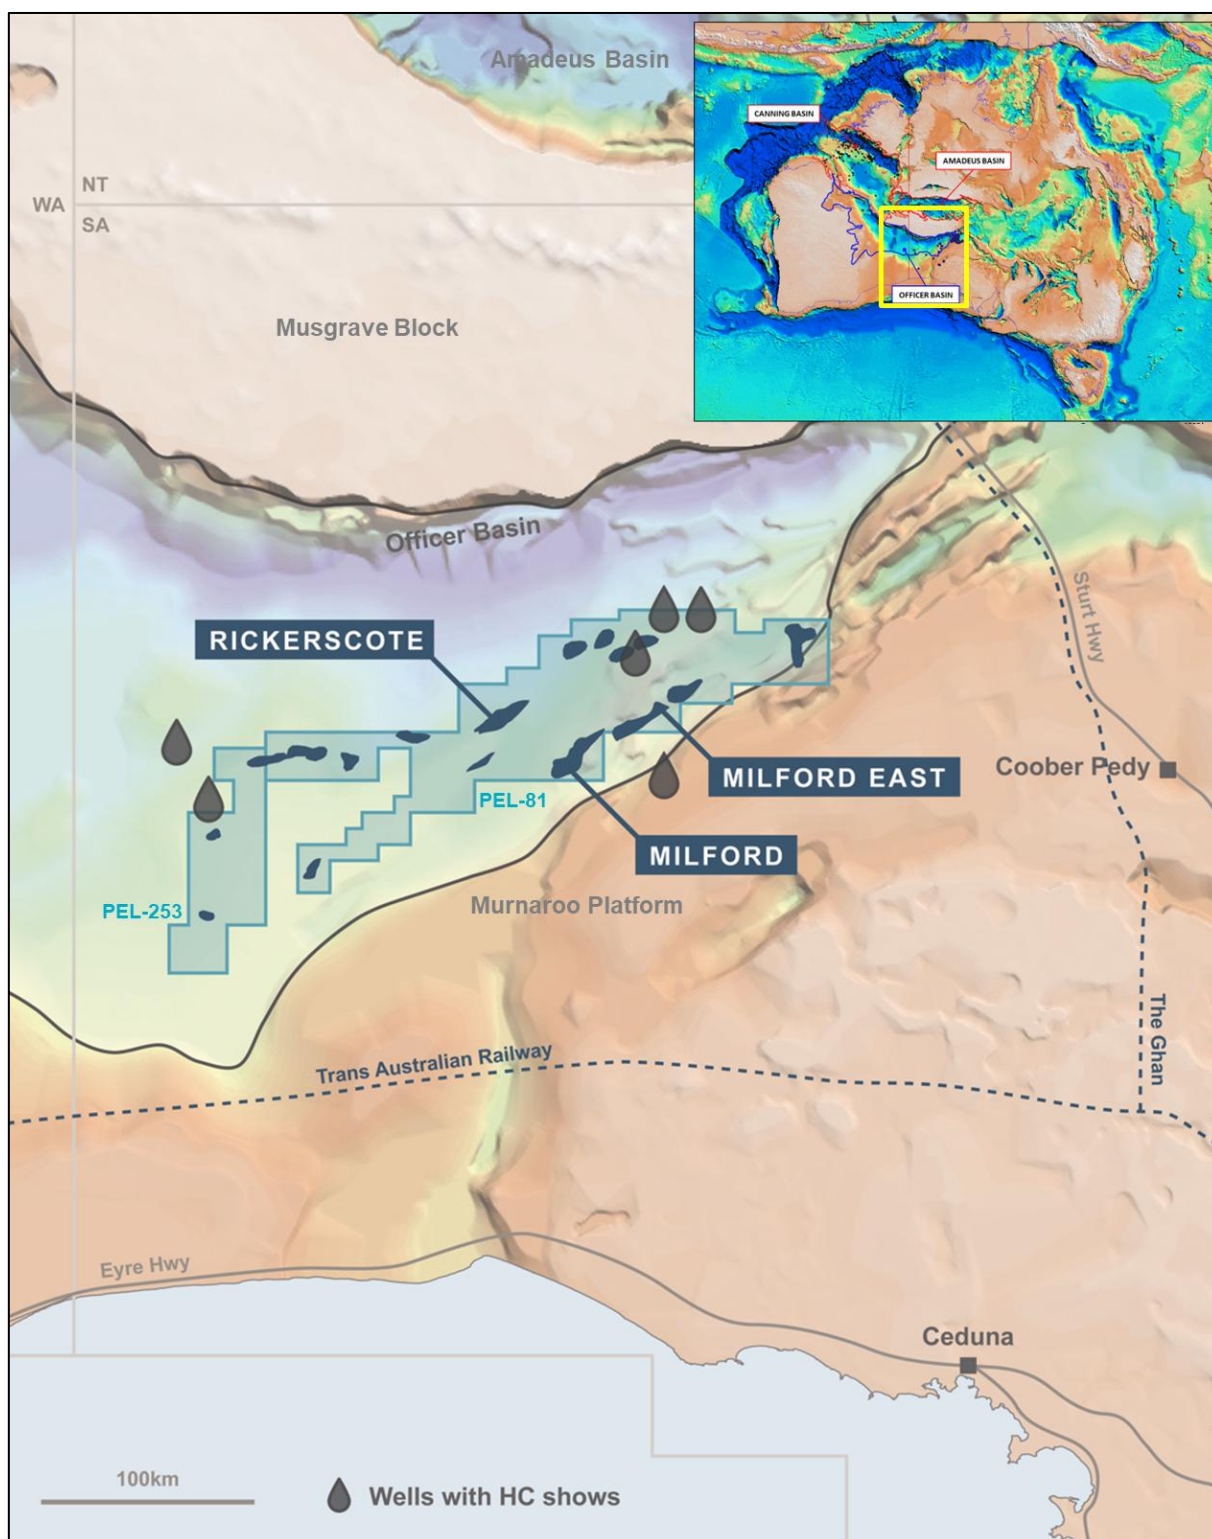 Amadeus Basin
CANNING BASIN
AMADEUS BASIN
OFFICER BASIN
NT
WA
SA
Musgrave Block
Officer Basin
Sturt Hwy
RICKERSCOTE
Coober Pedy
MILFORD EAST
PEL-81
MILFORD
PEL-253
Murnaroo Platform
The Ghan
Trans Australian Railway
Eyre Hwy
Ceduna
100km
Wells with HC shows